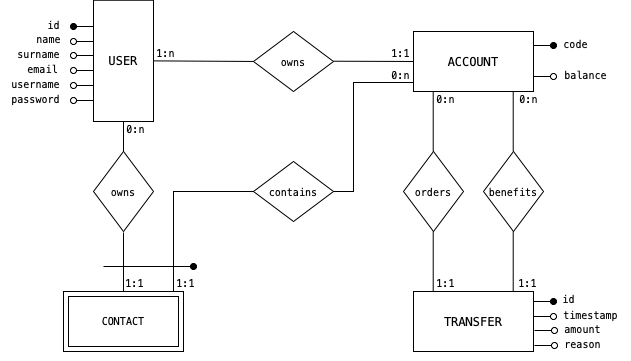 id
name
surname
email
username
password
USER
1:n
owns
1:1
0:n
ACCOUNT
code
balance
0:n
0:n
0:n
owns
contains
orders
benefits
1:1
1:1
1:1
1:1
CONTACT
TRANSFER
id
timestamp
amount
reason